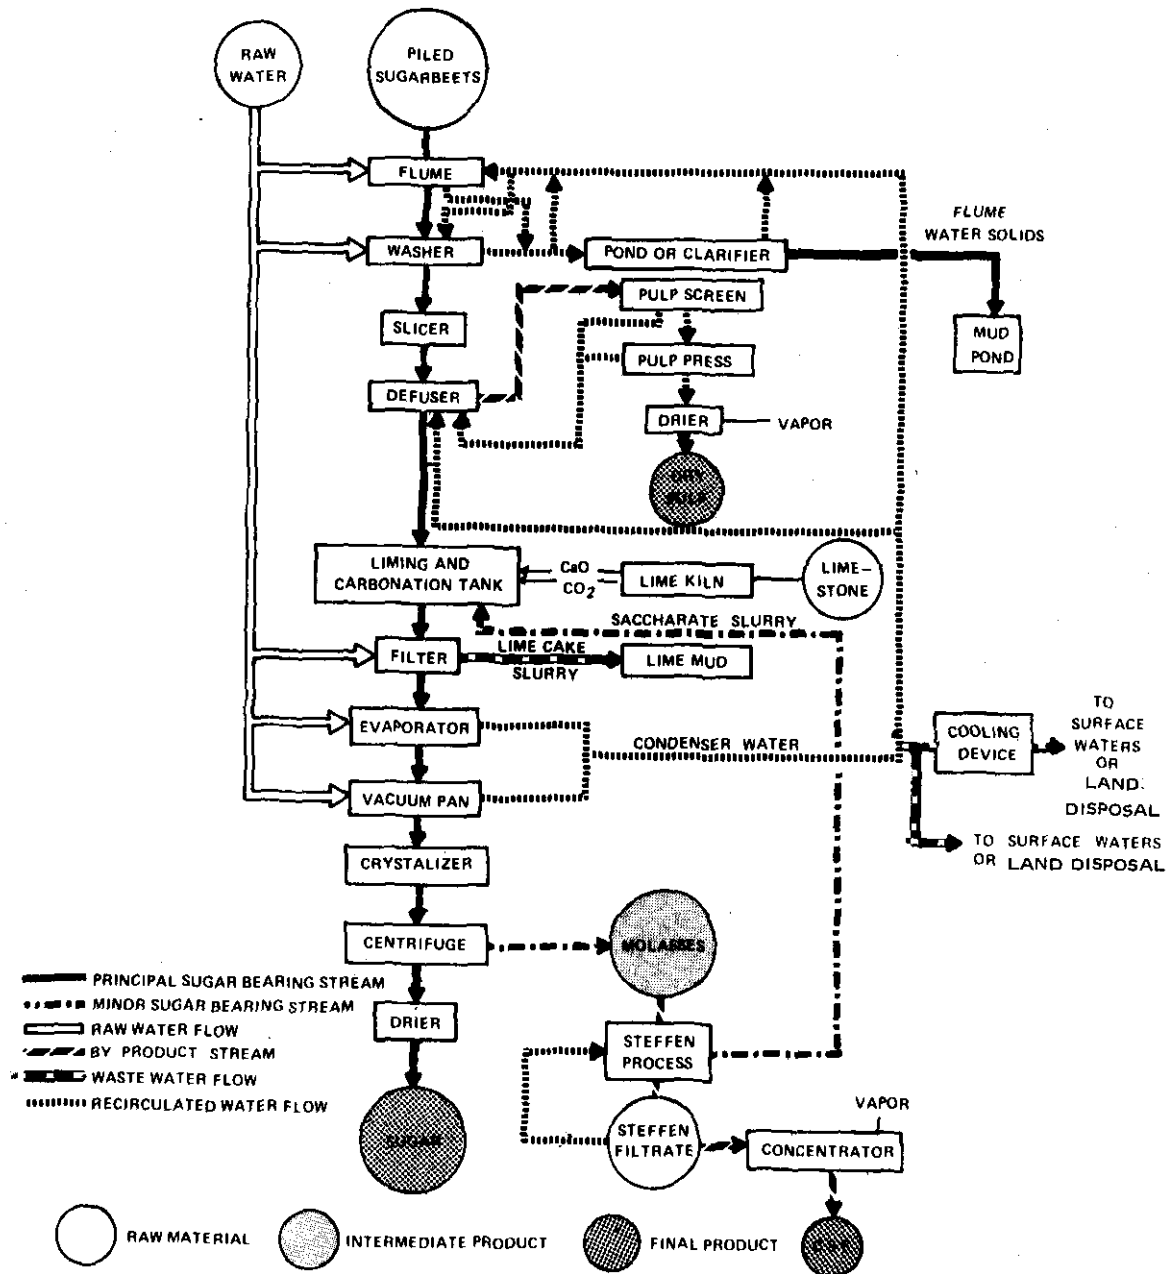 RAW
WATER
PILED
SUGARBEETS
FLUME
FLUME
WATER SOLIDS
WASHER
POND OR CLARIFIER
PULP SCREEN
SLICER
MUD
POND
PULP PRESS
DEFUSER
DRIER
VAPOR
DRY
PULP
LIMING AND
CARBONATION TANK
CaO
CO2
LIME KILN
LIME-
STONE
SACCHARATE SLURRY
FILTER
LIME CAKE
SLURRY
LIME MUD
EVAPORATOR
CONDENSER WATER
COOLING
DEVICE
TO
SURFACE
WATERS
OR
LAND
DISPOSAL
VACUUM PAN
TO SURFACE WATERS
OR LAND DISPOSAL
CRYSTALIZER
CENTRIFUGE
MOLASSES
PRINCIPAL SUGAR BEARING STREAM
MINOR SUGAR BEARING STREAM
RAW WATER FLOW
BY PRODUCT STREAM
WASTE WATER FLOW
RECIRCULATED WATER FLOW
DRIER
STEFFEN
PROCESS
SUGAR
STEFFEN
FILTRATE
VAPOR
CONCENTRATOR
RAW MATERIAL
INTERMEDIATE PRODUCT
FINAL PRODUCT